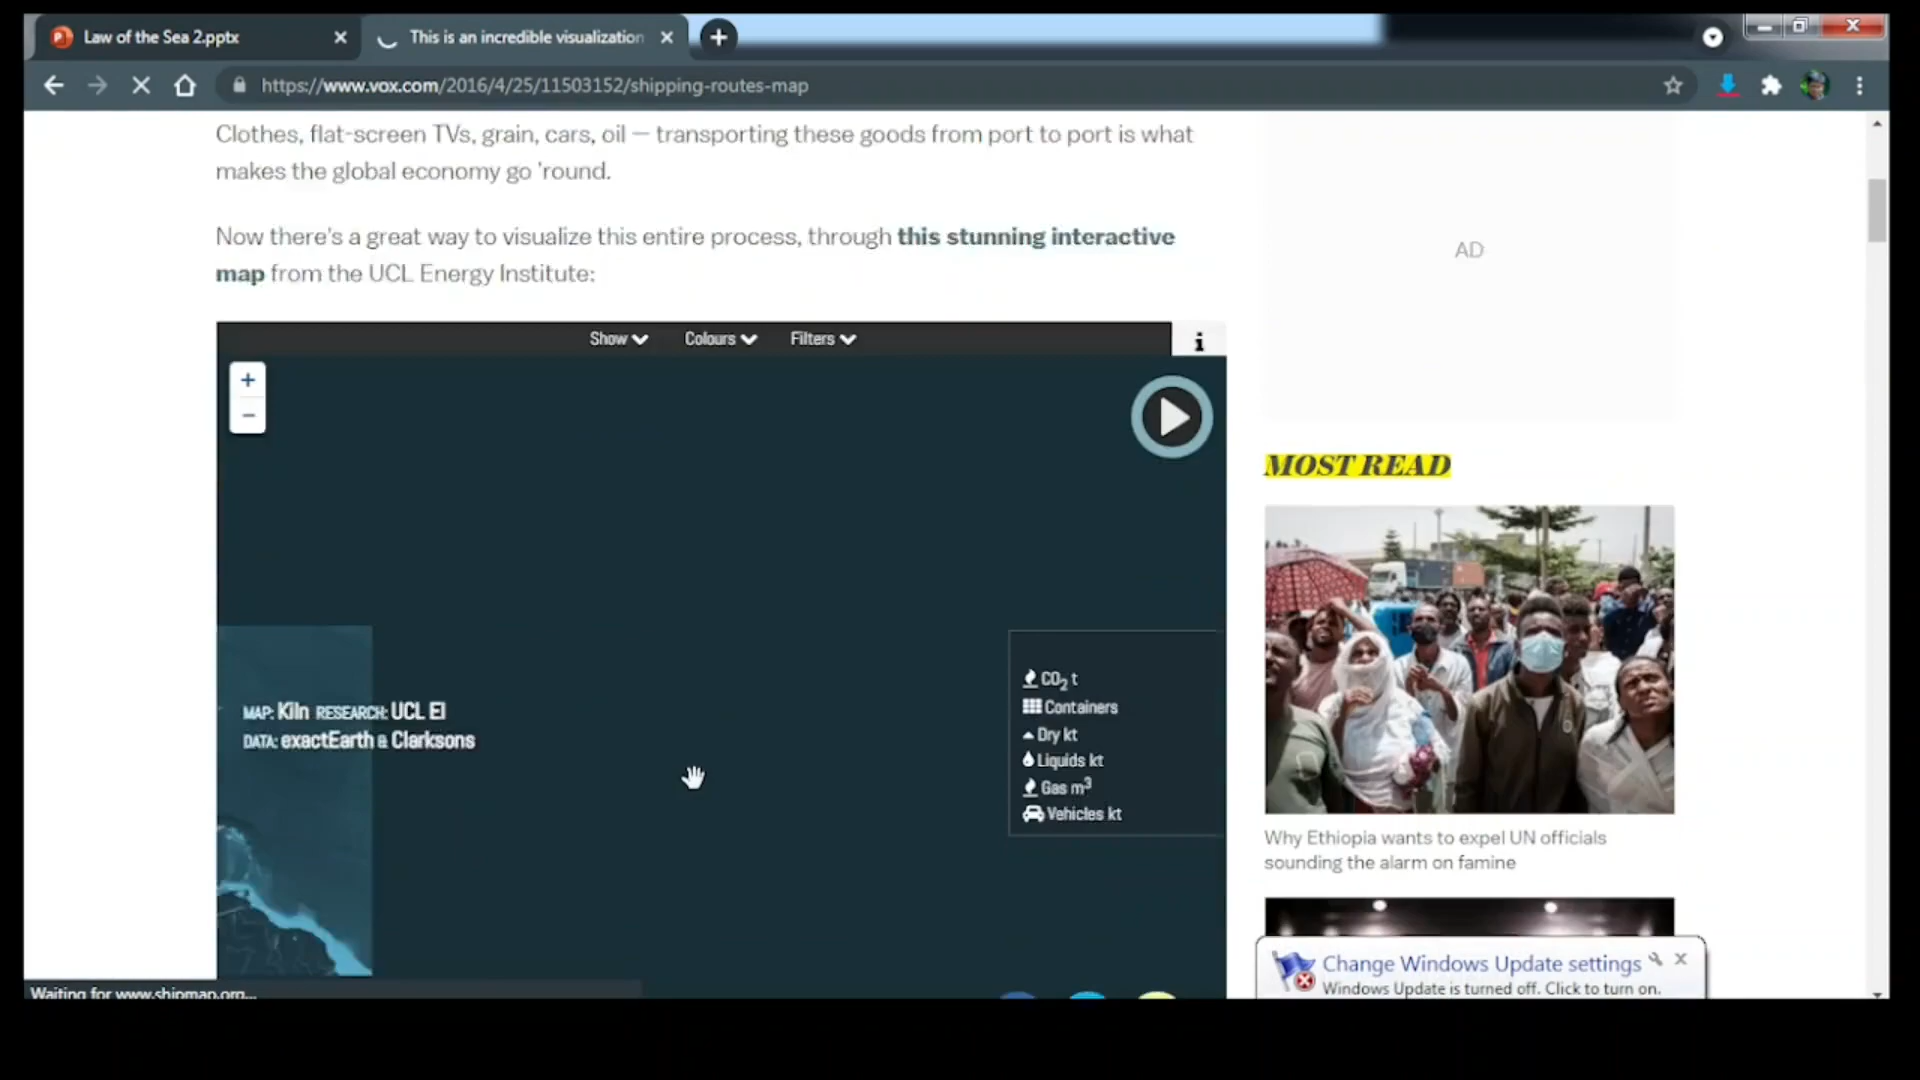 Law of the Sea 2.pptx
This is an incredible visualization
https://www.vox.com/2016/4/25/11503152/shipping-routes-map
Clothes, flat-screen TVs, grain, cars, oil — transporting these goods from port to port is what
makes the global economy go 'round.
Now there's a great way to visualize this entire process, through this stunning interactive
map from the UCL Energy Institute:
AD
Show
Colours
Filters
i
+
−
MAP: Kiln RESEARCH: UCL EI
DATA: exactEarth & Clarksons
CO2 t
Containers
Dry kt
Liquids kt
Gas m³
Vehicles kt
MOST READ
Why Ethiopia wants to expel UN officials
sounding the alarm on famine
Change Windows Update settings
Windows Update is turned off. Click to turn on.
Waiting for www.shipmap.org...